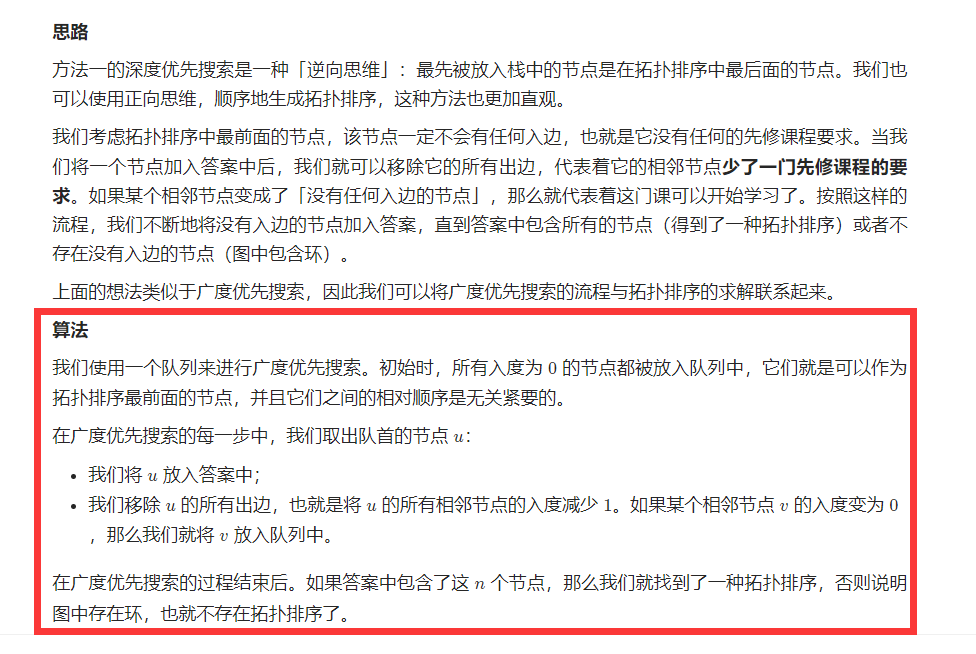 思路
方法一的深度优先搜索是一种「逆向思维」：最先被放入栈中的节点是在拓扑排序中最后面的节点。我们也
可以使用正向思维，顺序地生成拓扑排序，这种方法也更加直观。
我们考虑拓扑排序中最前面的节点，该节点一定不会有任何入边，也就是它没有任何的先修课程要求。当我
们将一个节点加入答案中后，我们就可以移除它的所有出边，代表着它的相邻节点少了一门先修课程的要
求。如果某个相邻节点变成了「没有任何入边的节点」，那么就代表着这门课可以开始学习了。按照这样的
流程，我们不断地将没有入边的节点加入答案，直到答案中包含所有的节点（得到了一种拓扑排序）或者不
存在没有入边的节点（图中包含环）。
上面的想法类似于广度优先搜索，因此我们可以将广度优先搜索的流程与拓扑排序的求解联系起来。
算法
我们使用一个队列来进行广度优先搜索。初始时，所有入度为 0 的节点都被放入队列中，它们就是可以作为
拓扑排序最前面的节点，并且它们之间的相对顺序是无关紧要的。
在广度优先搜索的每一步中，我们取出队首的节点 u：
• 我们将 u 放入答案中；
• 我们移除 u 的所有出边，也就是将 u 的所有相邻节点的入度减少 1。如果某个相邻节点 v 的入度变为 0
，那么我们就将 v 放入队列中。
在广度优先搜索的过程结束后。如果答案中包含了这 n 个节点，那么我们就找到了一种拓扑排序，否则说明
图中存在环，也就不存在拓扑排序了。